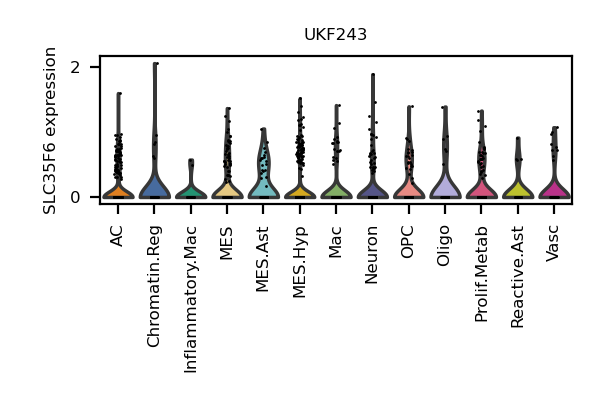 UKF243
SLC35F6 expression
2
0
AC
Chromatin.Reg
Inflammatory.Mac
MES
MES.Ast
MES.Hyp
Mac
Neuron
OPC
Oligo
Prolif.Metab
Reactive.Ast
Vasc